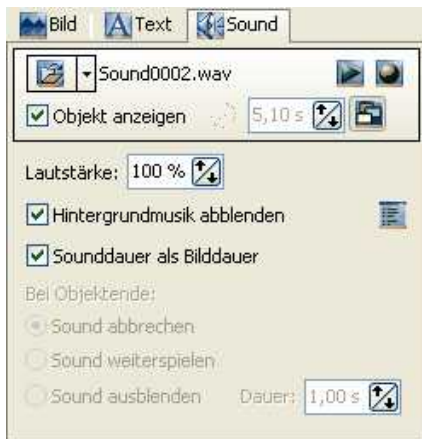 Bild Text Sound
Sound0002.wav
Objekt anzeigen 5,10 s
Lautstärke: 100 %
Hintergrundmusik abblenden
Sounddauer als Bilddauer
Bei Objektende:
Sound abbrechen
Sound weiterspielen
Sound ausblenden Dauer: 1,00 s